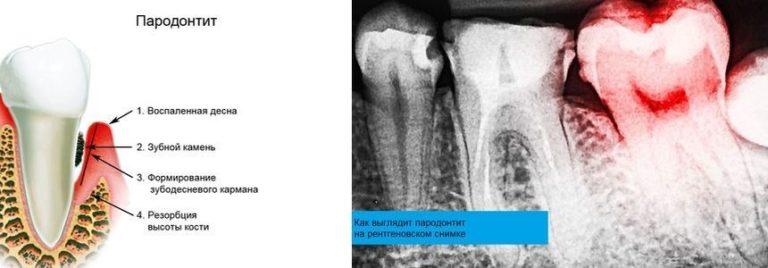 Пародонтит
1. Воспаленная десна
2. Зубной камень
3. Формирование
зубодесневого кармана
4. Резорбция
высоты кости
Как выглядит пародонтит
на рентгеновском снимке